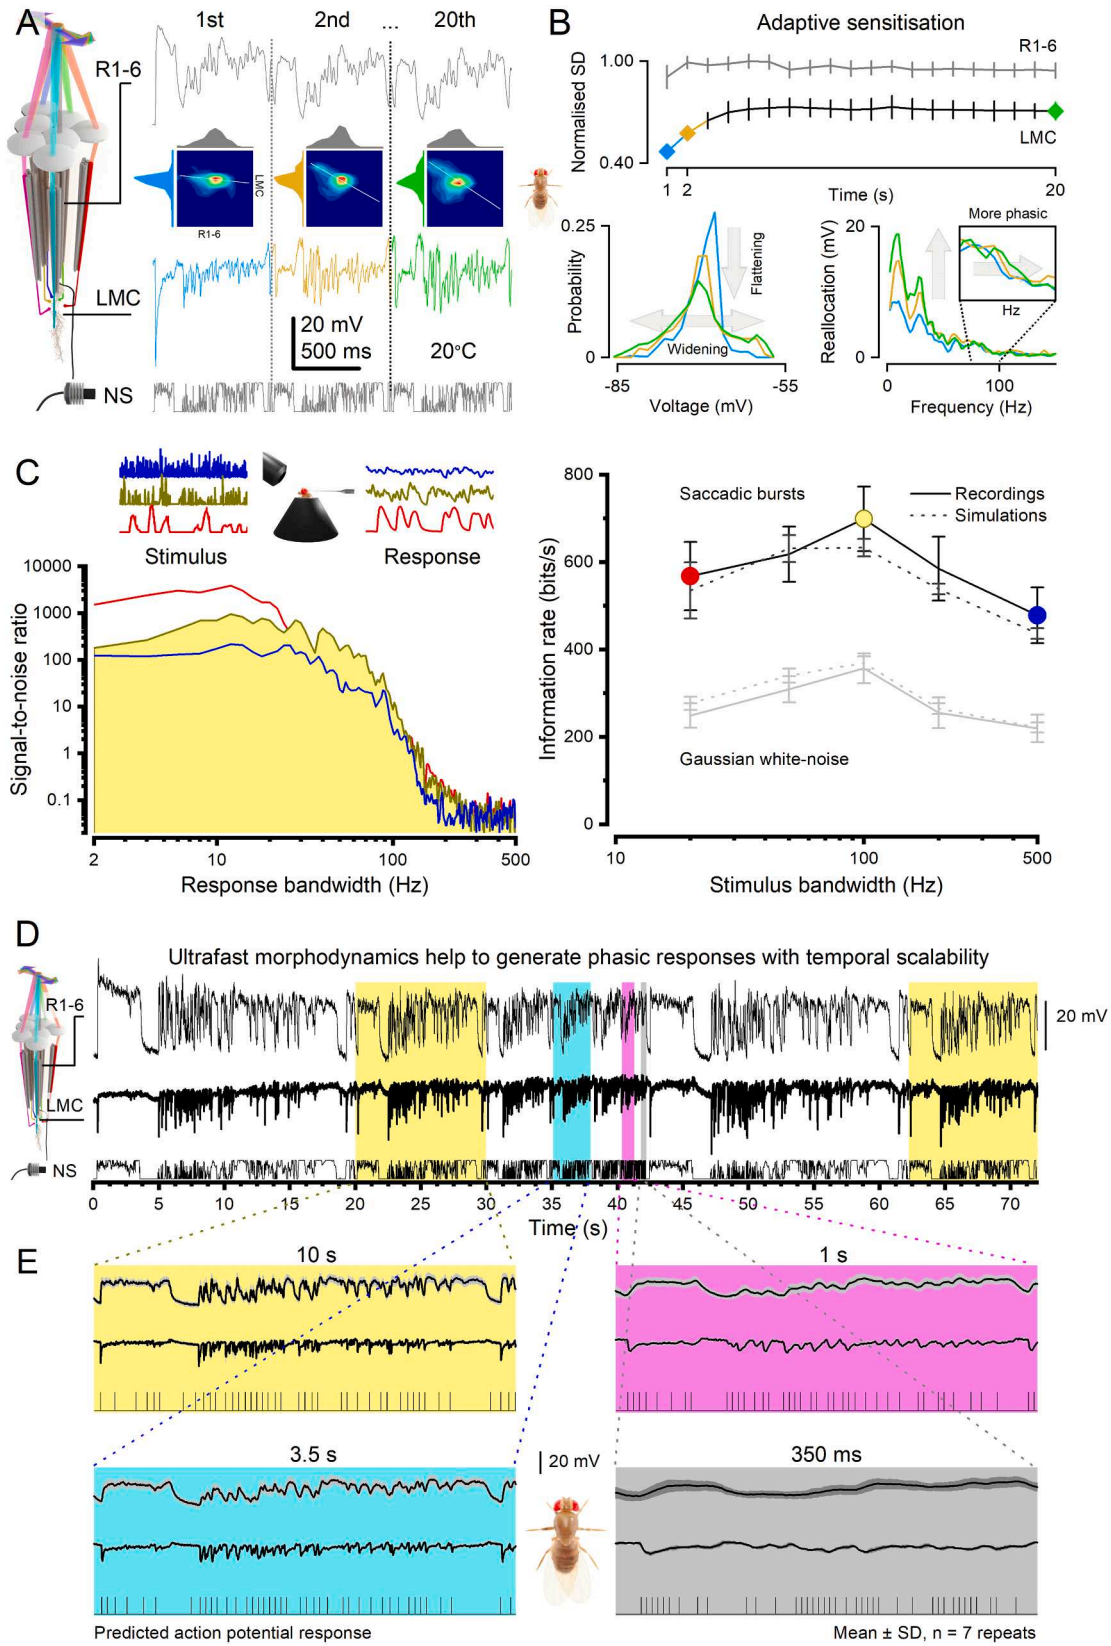 A
1st
2nd
...
20th
R1-6
LMC
R1-6
LMC
20 mV
500 ms
20°C
NS
B
Adaptive sensitisation
Normalised SD
1.00
0.40
R1-6
LMC
1
2
Time (s)
20
Probability
0.25
0
Flattening
Widening
-85
-55
Voltage (mV)
Reallocation (mV)
20
0
More phasic
Hz
0
100
Frequency (Hz)
C
Stimulus
Response
Signal-to-noise ratio
10000
1000
100
10
1
0.1
2
10
100
500
Response bandwidth (Hz)
Information rate (bits/s)
800
600
400
200
0
Saccadic bursts
Recordings
Simulations
Gaussian white-noise
10
100
500
Stimulus bandwidth (Hz)
D
Ultrafast morphodynamics help to generate phasic responses with temporal scalability
R1-6
20 mV
LMC
NS
0 5 10 15 20 25 30 35 40 45 50 55 60 65 70
Time (s)
E
10 s
1 s
3.5 s
20 mV
350 ms
Predicted action potential response
Mean ± SD, n = 7 repeats